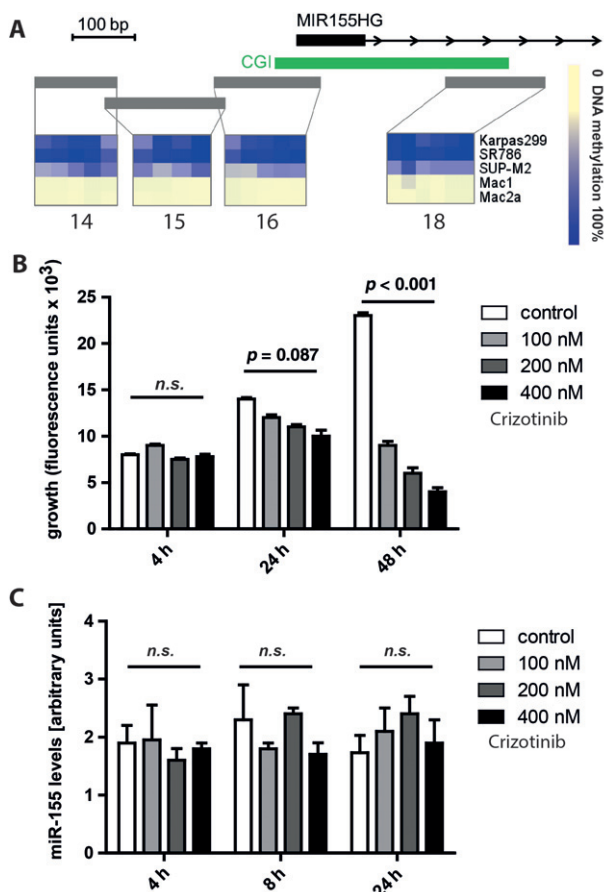 A
100 bp
MIR155HG
CGI
Karpas299
SR786
SUP-M2
Mac1
Mac2a
14
15
16
18
0 DNA methylation 100%
B
growth (fluorescence units x 10³)
25
20
15
10
5
0
n.s.
p = 0.087
p < 0.001
4 h
24 h
48 h
control
100 nM
200 nM
400 nM
Crizotinib
C
miR-155 levels [arbitrary units]
4
3
2
1
0
n.s.
n.s.
n.s.
4 h
8 h
24 h
control
100 nM
200 nM
400 nM
Crizotinib